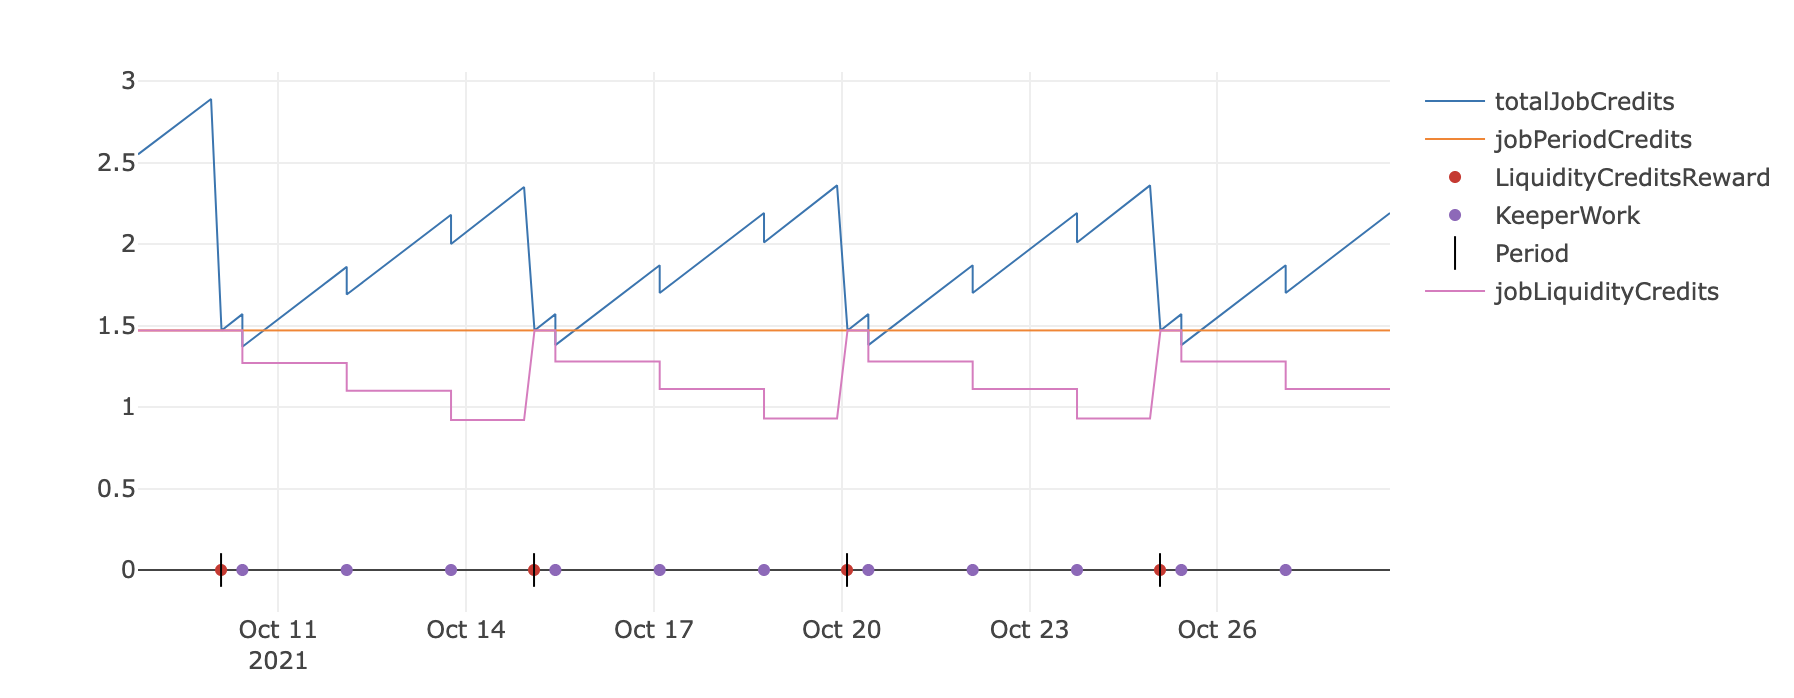 3
2.5
2
1.5
1
0.5
0
Oct 11
2021
Oct 14
Oct 17
Oct 20
Oct 23
Oct 26
totalJobCredits
jobPeriodCredits
LiquidityCreditsReward
KeeperWork
Period
jobLiquidityCredits